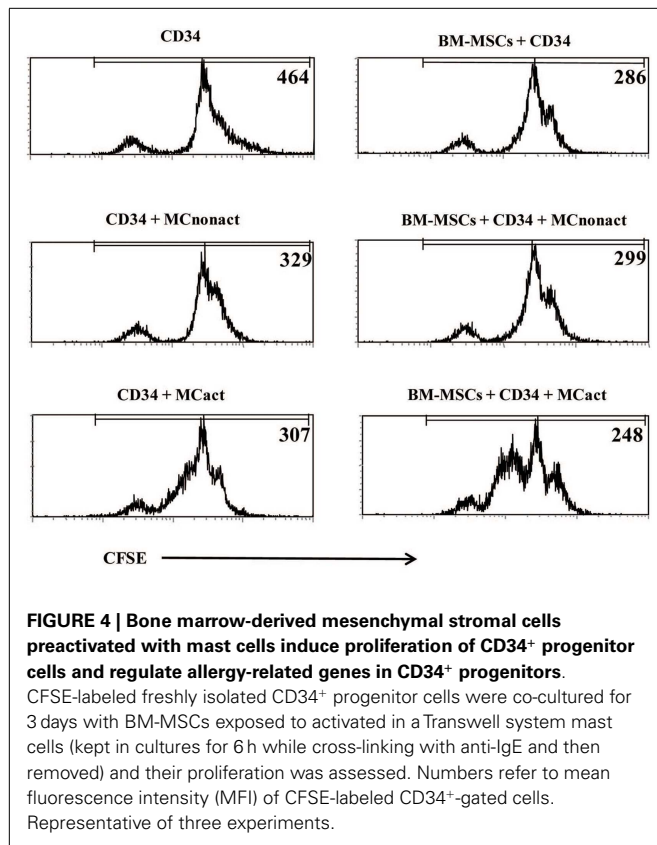 CD34
464
BM-MSCs + CD34
286
CD34 + MCnonact
329
BM-MSCs + CD34 + MCnonact
299
CD34 + MCact
307
BM-MSCs + CD34 + MCact
248
CFSE
FIGURE 4 | Bone marrow-derived mesenchymal stromal cells
preactivated with mast cells induce proliferation of CD34⁺ progenitor
cells and regulate allergy-related genes in CD34⁺ progenitors.
CFSE-labeled freshly isolated CD34⁺ progenitor cells were co-cultured for
3 days with BM-MSCs exposed to activated in a Transwell system mast
cells (kept in cultures for 6 h while cross-linking with anti-IgE and then
removed) and their proliferation was assessed. Numbers refer to mean
fluorescence intensity (MFI) of CFSE-labeled CD34⁺-gated cells.
Representative of three experiments.